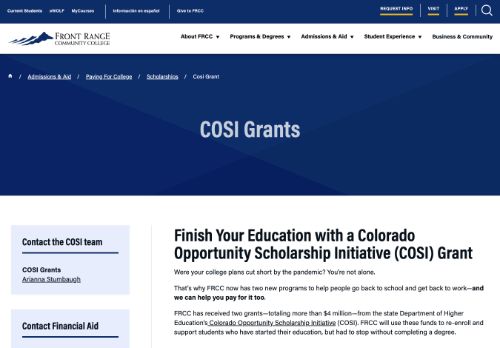 Current Students eWOLF MyCourses Información en español Give to FRCC REQUEST INFO VISIT APPLY
FRONT RANGE
COMMUNITY COLLEGE
About FRCC ▼ Programs & Degrees ▼ Admissions & Aid ▼ Student Experience ▼ Business & Community
/ Admissions & Aid / Paying For College / Scholarships / Cosi Grant
COSI Grants
Contact the COSI team
COSI Grants
Arianna Stumbaugh
Contact Financial Aid
Finish Your Education with a Colorado
Opportunity Scholarship Initiative (COSI) Grant
Were your college plans cut short by the pandemic? You're not alone.
That's why FRCC now has two new programs to help people go back to school and get back to work—and
we can help you pay for it too.
FRCC has received two grants—totaling more than $4 million—from the state Department of Higher
Education's Colorado Opportunity Scholarship Initiative (COSI). FRCC will use these funds to re-enroll and
support students who have started their education, but had to stop without completing a degree.